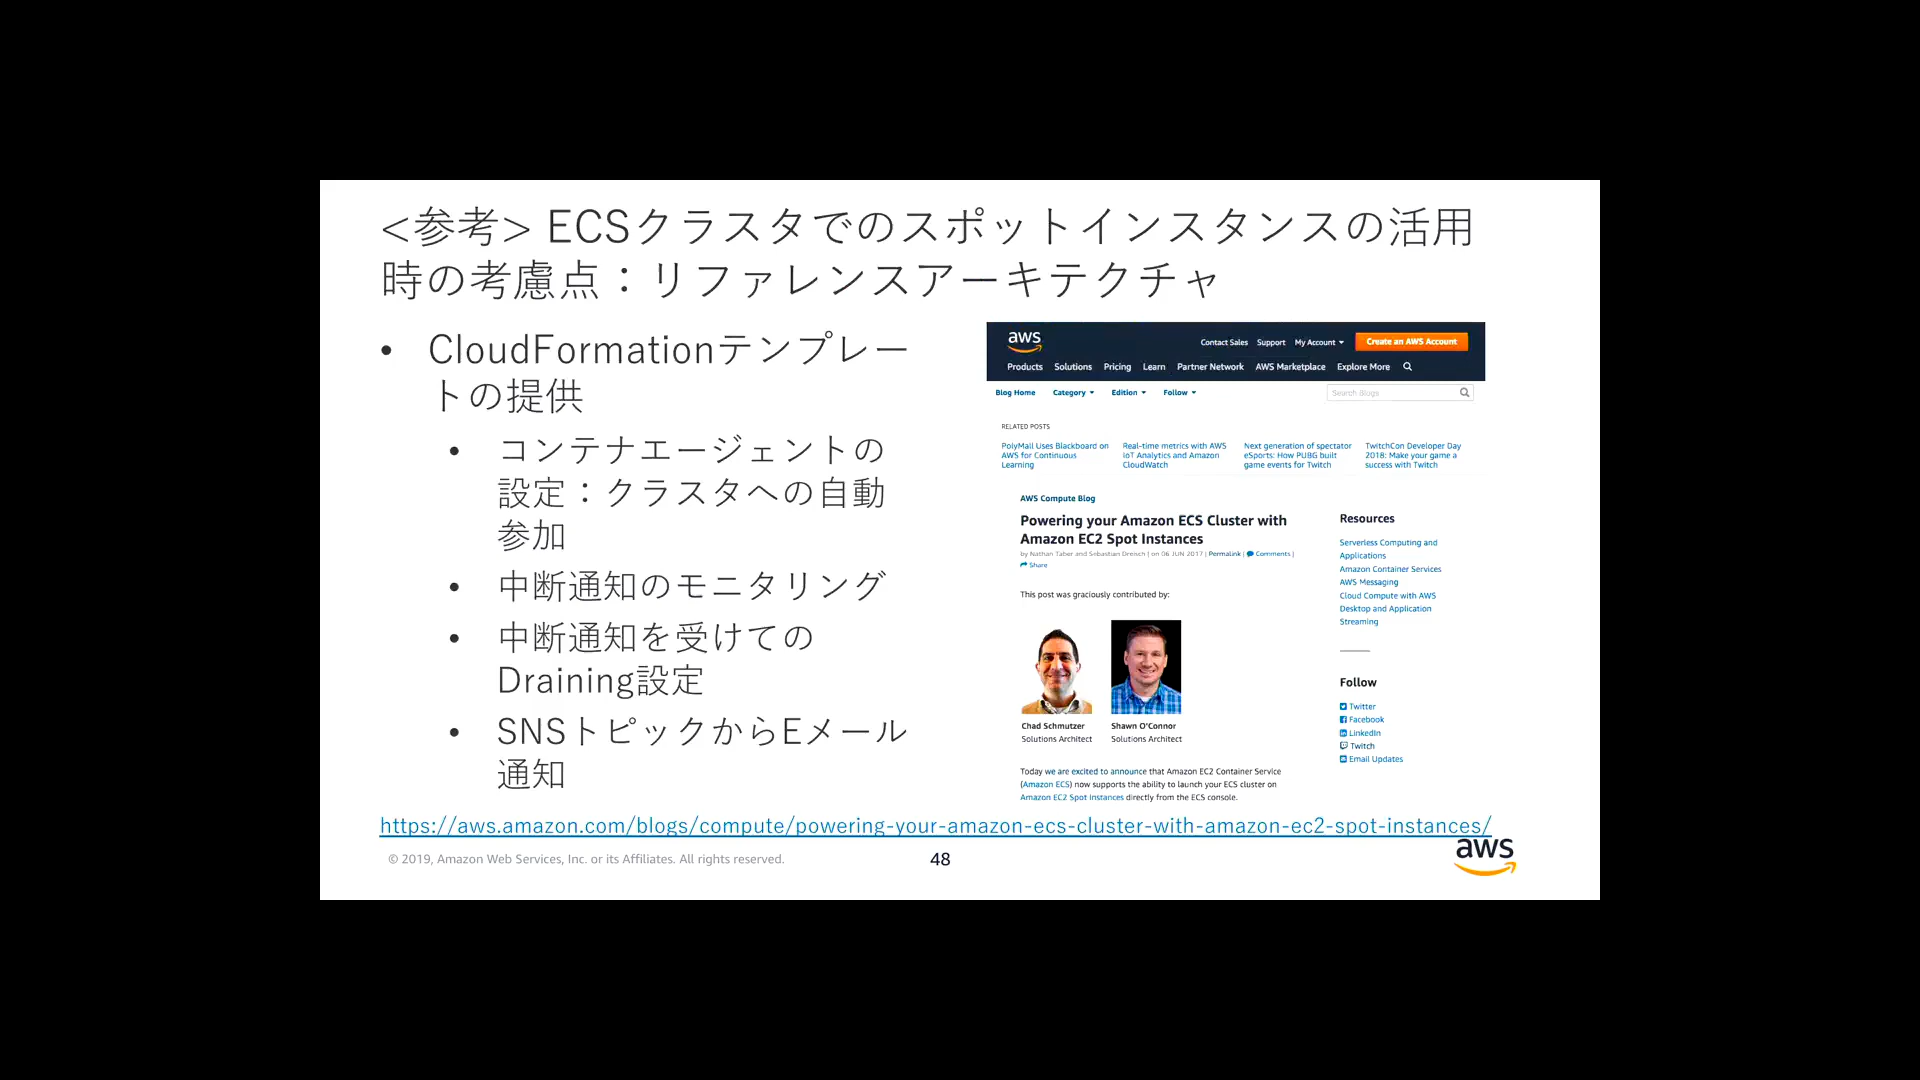 <参考> ECSクラスタでのスポットインスタンスの活用
時の考慮点：リファレンスアーキテクチャ
• CloudFormationテンプレー
トの提供
• コンテナエージェントの
設定：クラスタへの自動
参加
• 中断通知のモニタリング
• 中断通知を受けての
Draining設定
• SNSトピックからEメール
通知
aws
Contact Sales Support My Account Create an AWS Account
Products Solutions Pricing Learn Partner Network AWS Marketplace Explore More
Blog Home Category Edition Follow Search Blogs
RELATED POSTS
PolyMail Uses Blackboard on
AWS for Continuous
Learning
Real-time metrics with AWS
IoT Analytics and Amazon
CloudWatch
Next generation of spectator
eSports: How PUBG built
game events for Twitch
TwitchCon Developer Day
2018: Make your game a
success with Twitch
AWS Compute Blog
Powering your Amazon ECS Cluster with
Amazon EC2 Spot Instances
by Nathan Taber and Sebastian Dreisch | on 06 JUN 2017 | Permalink | Comments |
Share
This post was graciously contributed by:
Chad Schmutzer
Solutions Architect
Shawn O'Connor
Solutions Architect
Today we are excited to announce that Amazon EC2 Container Service
(Amazon ECS) now supports the ability to launch your ECS cluster on
Amazon EC2 Spot Instances directly from the ECS console.
Resources
Serverless Computing and
Applications
Amazon Container Services
AWS Messaging
Cloud Compute with AWS
Desktop and Application
Streaming
Follow
Twitter
Facebook
LinkedIn
Twitch
Email Updates
https://aws.amazon.com/blogs/compute/powering-your-amazon-ecs-cluster-with-amazon-ec2-spot-instances/
© 2019, Amazon Web Services, Inc. or its Affiliates. All rights reserved.
48
aws